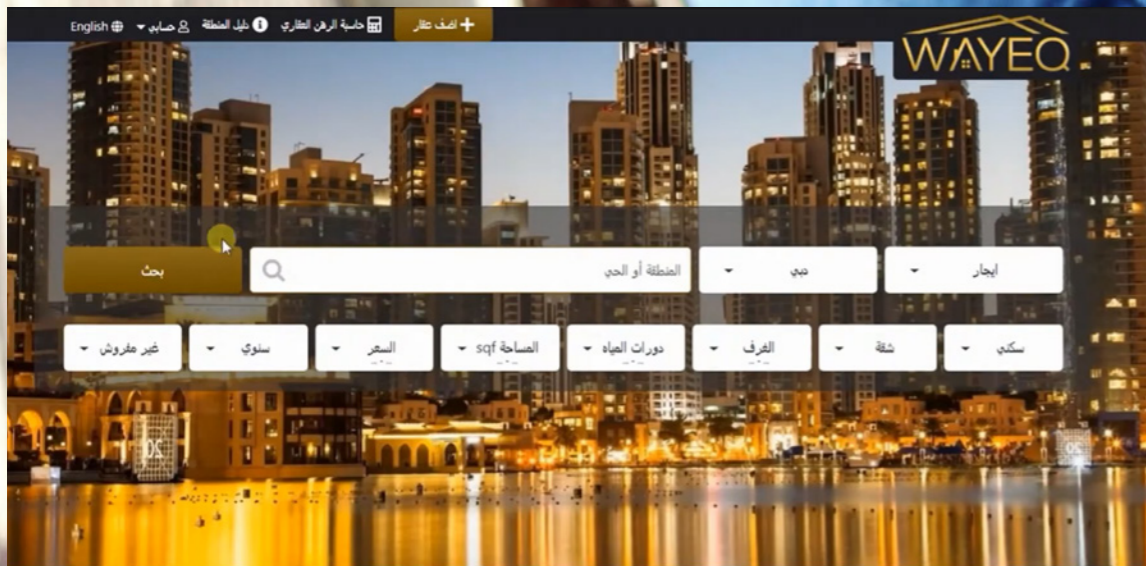 WAYEQ
اضف عقار
حاسبة الرهن العقاري
دليل المنطقة
حسابي
English
ايجار
دبي
المنطقة أو الحي
بحث
سكني
شقة
الغرف
دورات المياه
المساحة sqf
السعر
سنوي
غير مفروش